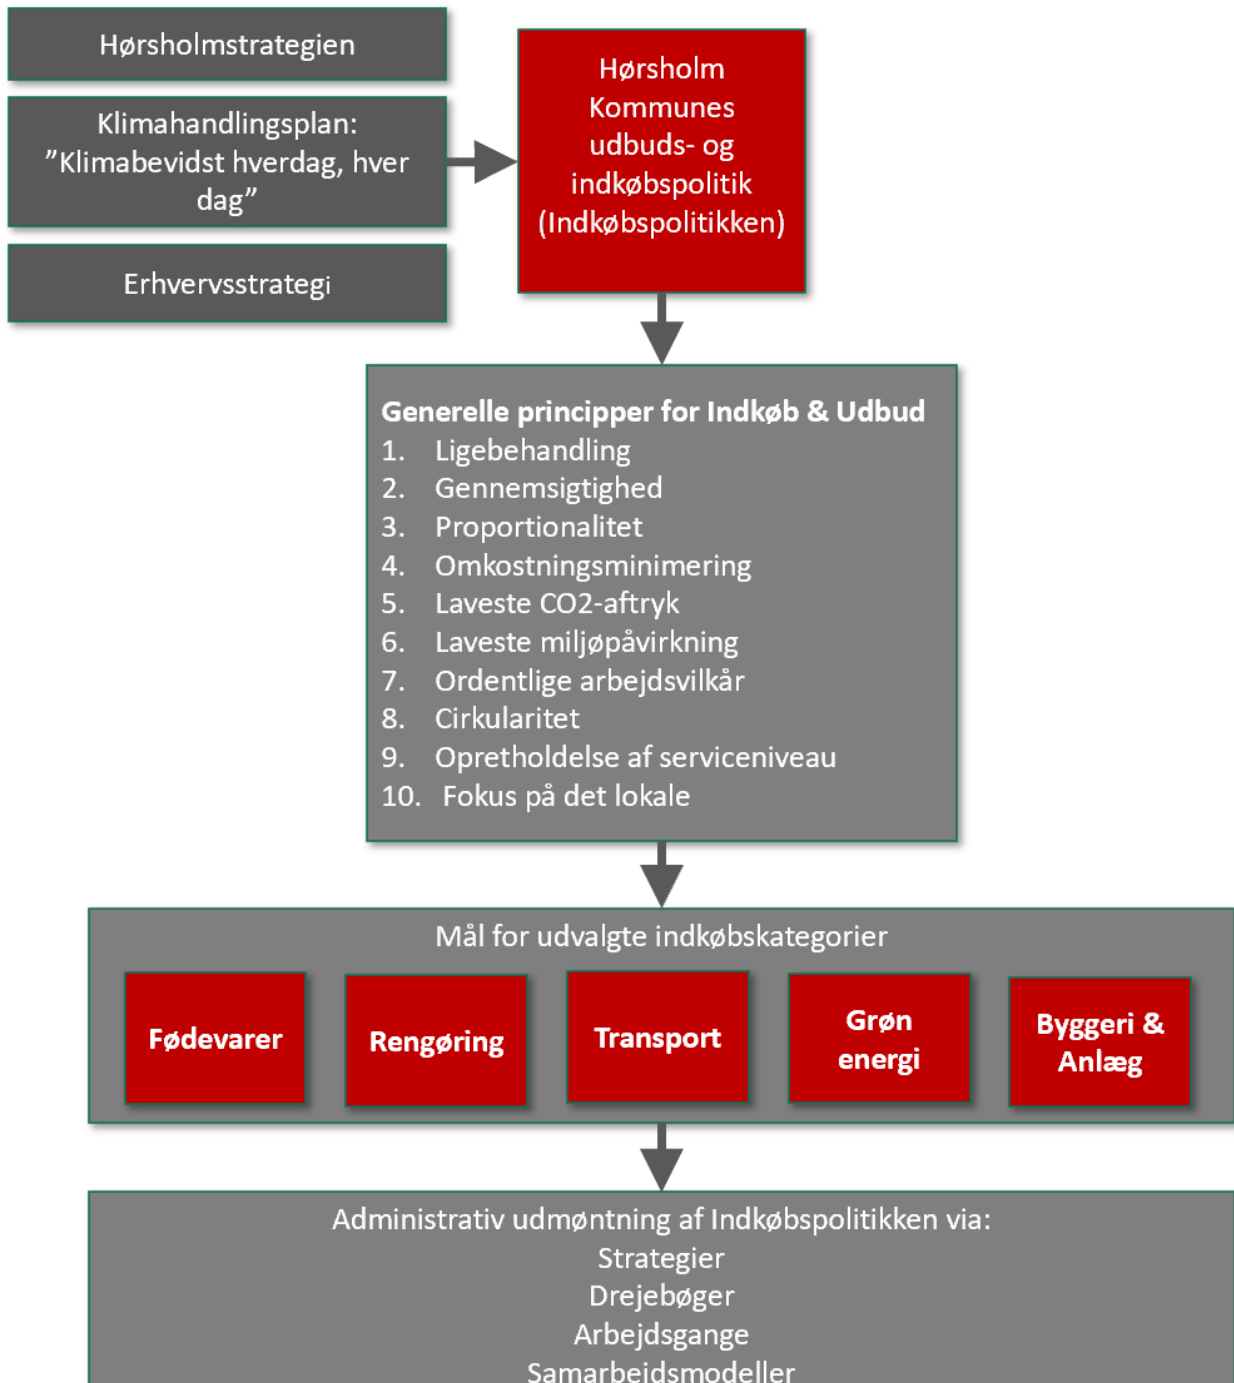 Hørsholmstrategien
Klimahandlingsplan:
”Klimabevidst hverdag, hver
dag”
Erhvervsstrategi
Hørsholm
Kommunes
udbuds- og
indkøbspolitik
(Indkøbspolitikken)
Generelle principper for Indkøb & Udbud
1. Ligebehandling
2. Gennemsigtighed
3. Proportionalitet
4. Omkostningsminimering
5. Laveste CO2-aftryk
6. Laveste miljøpåvirkning
7. Ordentlige arbejdsvilkår
8. Cirkularitet
9. Opretholdelse af serviceniveau
10. Fokus på det lokale
Mål for udvalgte indkøbskategorier
Fødevarer
Rengøring
Transport
Grøn
energi
Byggeri &
Anlæg
Administrativ udmøntning af Indkøbspolitikken via:
Strategier
Drejebøger
Arbejdsgange
Samarbejdsmodeller